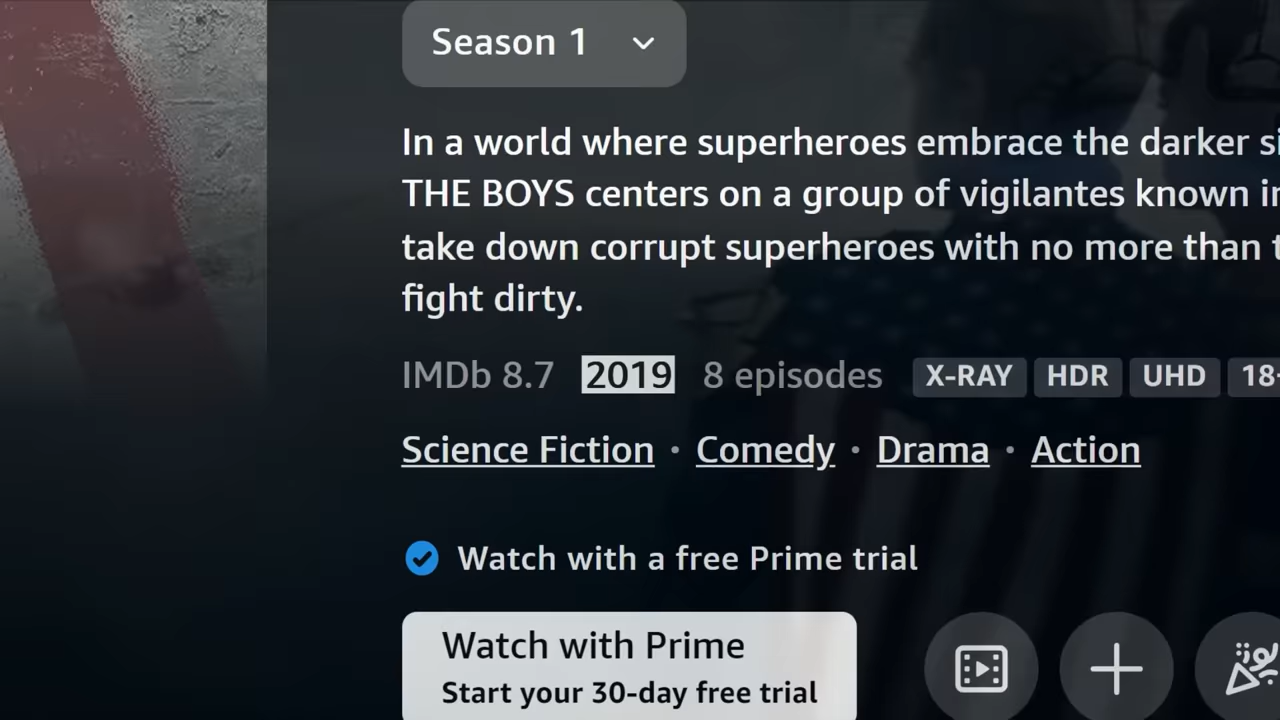 Season 1
In a world where superheroes embrace the darker
THE BOYS centers on a group of vigilantes known
take down corrupt superheroes with no more than
fight dirty.
IMDb 8.7 2019 8 episodes X-RAY HDR UHD 18
Science Fiction · Comedy · Drama · Action
Watch with a free Prime trial
Watch with Prime
Start your 30-day free trial